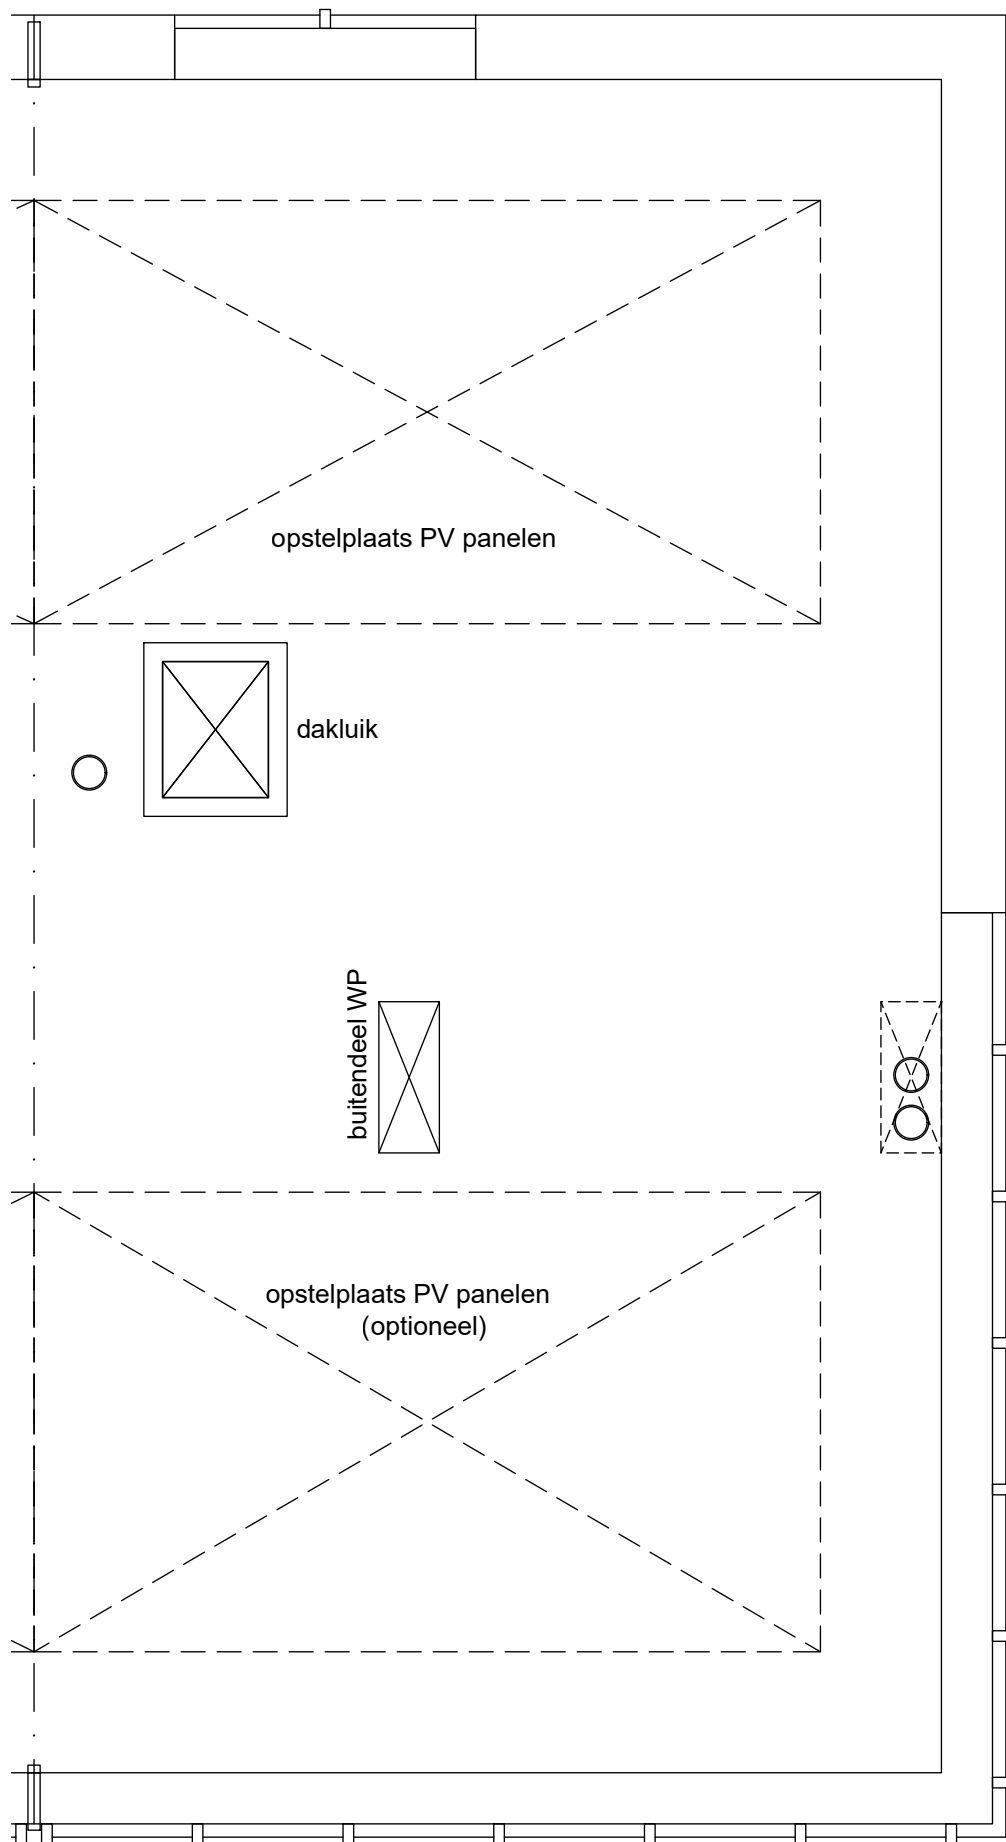 opstelplaats PV panelen
dakluik
buitendeel WP
opstelplaats PV panelen
(optioneel)